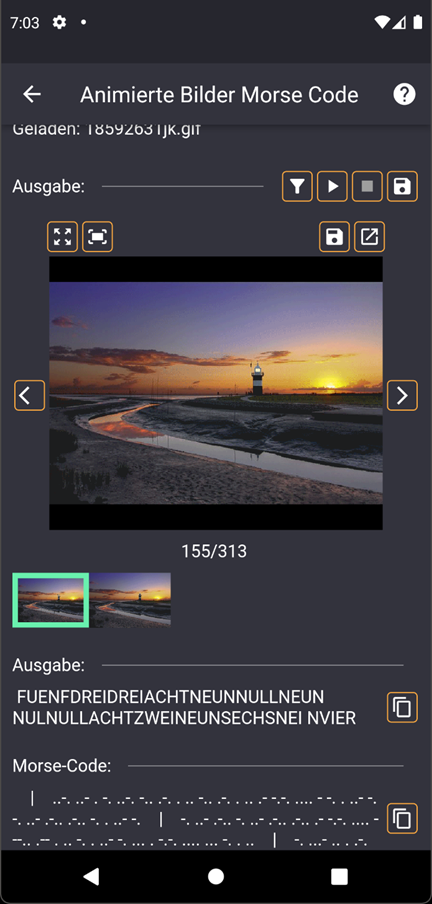 7:03
Animierte Bilder Morse Code
Geladen: 18592631jk.gif
Ausgabe:
155/313
Ausgabe:
FUENFDREIDREIACHTNEUNNULLNEUN
NULNULLACHTZWEINEUNSECHSNEI NVIER
Morse-Code:
| ..-. ..- . -. ..-. -.. .-. . .. -.. .-. . .. .- -.-. .... - -. . ..- -.
-. ..- .-.. .-.. -. . ..- -. | -. ..- .-.. -. ..- .-.. .-.. .- -.-. .... -
--.. .-- . .. -. . ..- -. ... . -.-. .... ... -. . .. | -. ...- .. . .-.